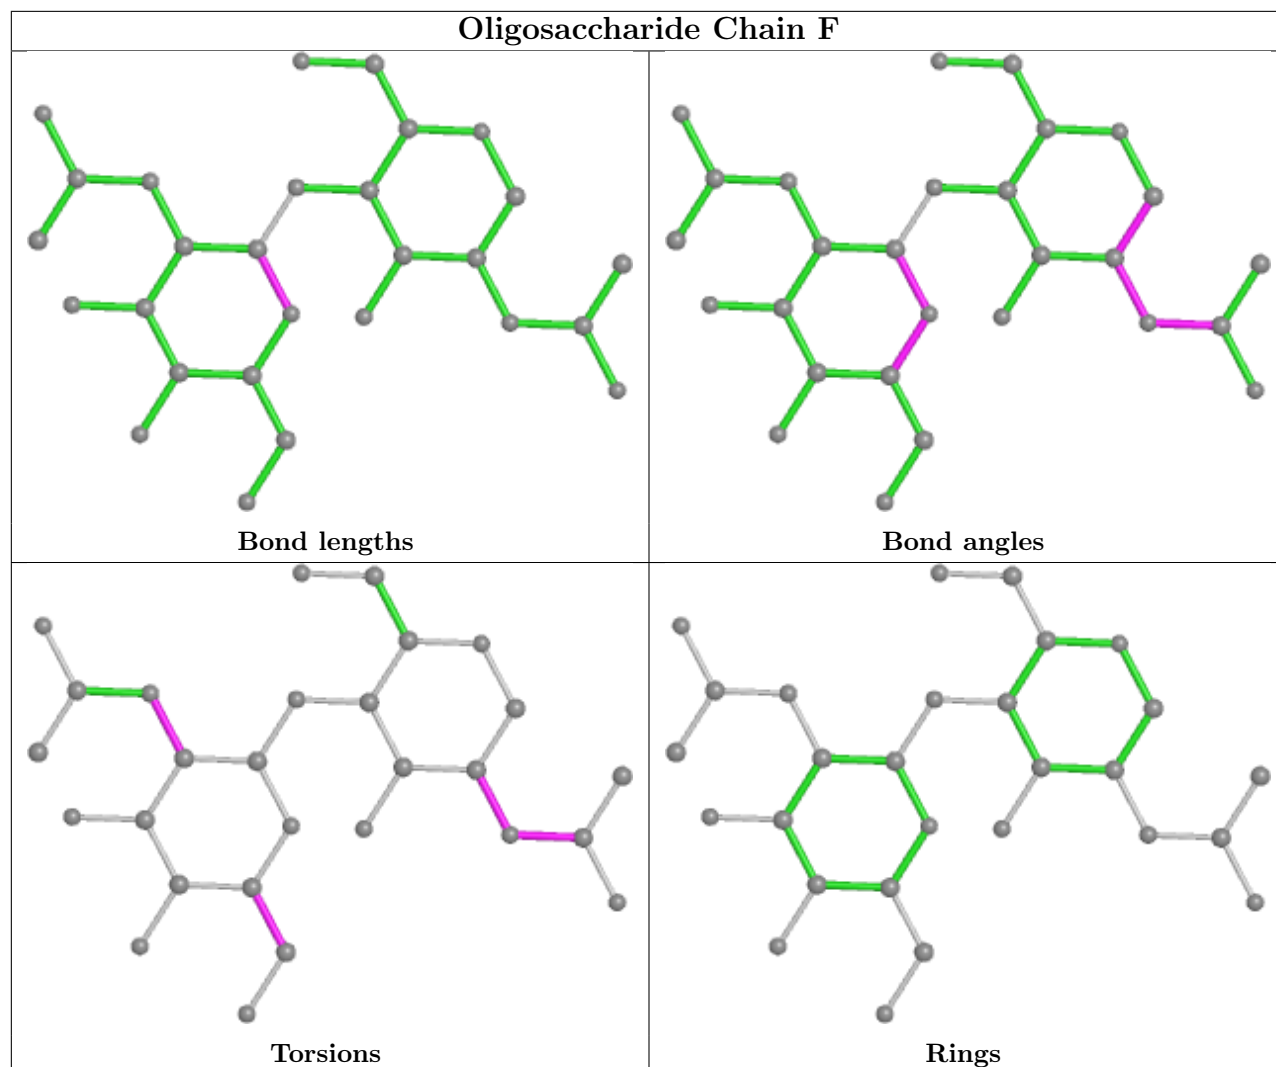 Oligosaccharide Chain F
Bond lengths
Bond angles
Torsions
Rings